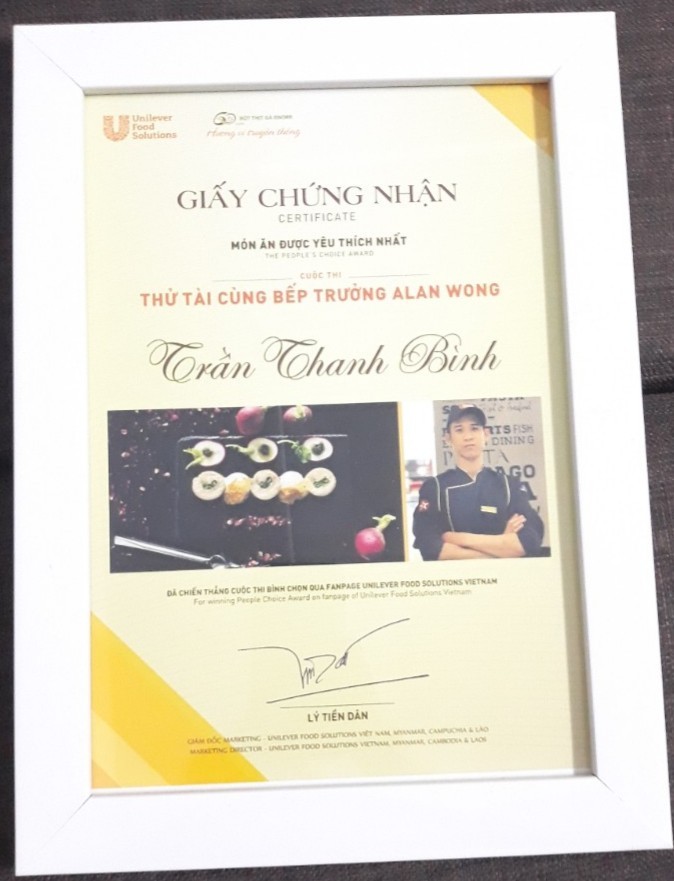 Unilever
Food
Solutions
Hương vị truyền thống
GIẤY CHỨNG NHẬN
CERTIFICATE
MÓN ĂN ĐƯỢC YÊU THÍCH NHẤT
THE PEOPLE'S CHOICE AWARD
CUỘC THI
THỬ TÀI CÙNG BẾP TRƯỞNG ALAN WONG
Trần Thanh Bình
FISH
DINING
ĐÃ CHIẾN THẮNG CUỘC THI BÌNH CHỌN QUA FANPAGE UNILEVER FOOD SOLUTIONS VIETNAM
For winning People Choice Award on fanpage of Unilever Food Solutions Vietnam
LÝ TIẾN DÂN
GIÁM ĐỐC MARKETING - UNILEVER FOOD SOLUTIONS VIỆT NAM, MYANMAR, CAMPUCHIA & LÀO
MARKETING DIRECTOR - UNILEVER FOOD SOLUTIONS VIETNAM, MYANMAR, CAMBODIA & LAOS